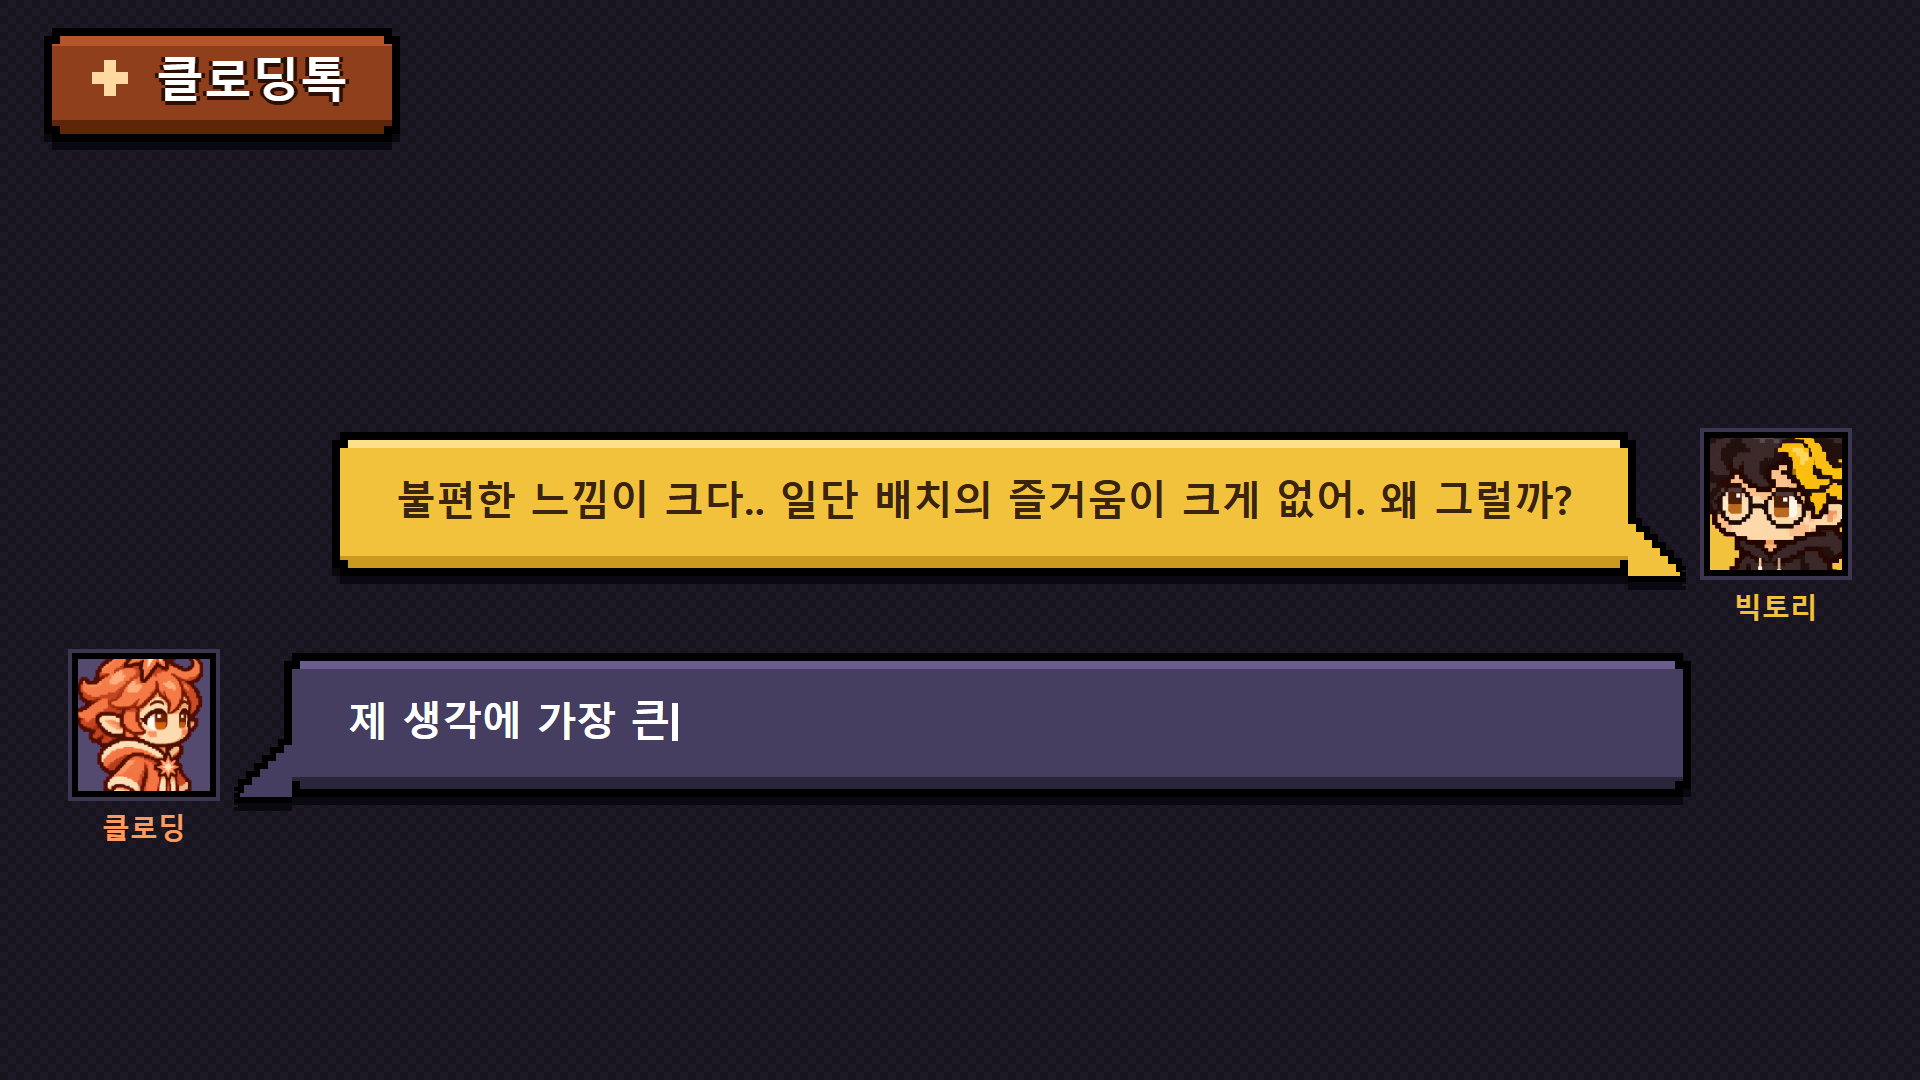 클로딩톡
불편한 느낌이 크다.. 일단 배치의 즐거움이 크게 없어. 왜 그럴까?
빅토리
제 생각에 가장 큰
클로딩